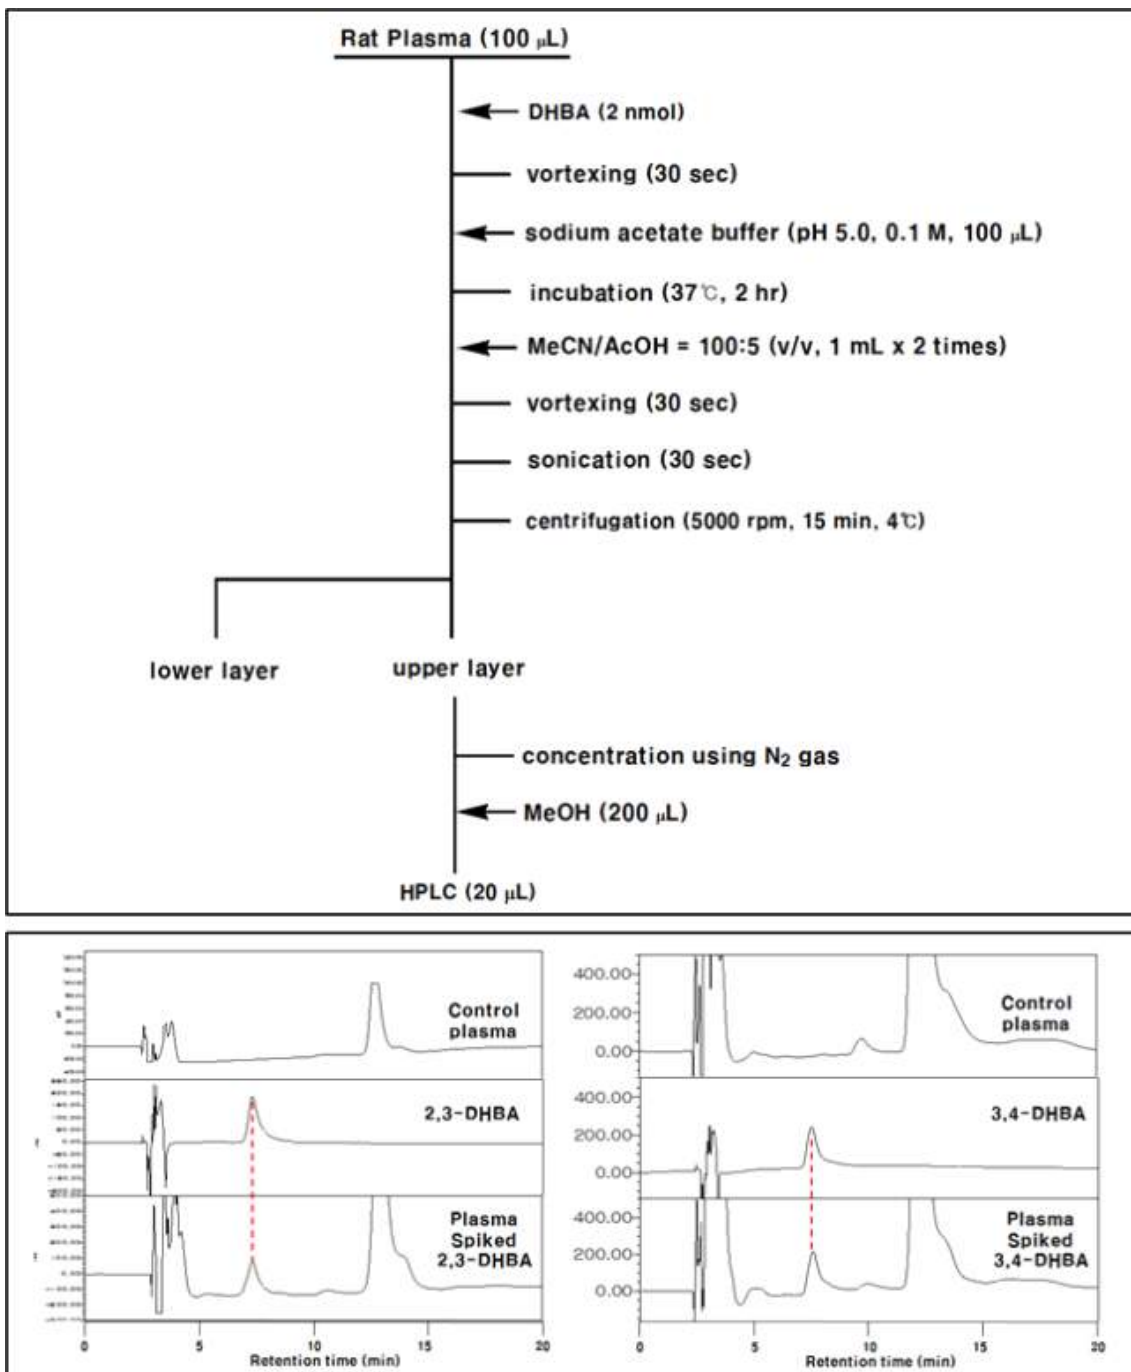 Rat Plasma (100 μL)
DHBA (2 nmol)
vortexing (30 sec)
sodium acetate buffer (pH 5.0, 0.1 M, 100 μL)
incubation (37℃, 2 hr)
MeCN/AcOH = 100:5 (v/v, 1 mL x 2 times)
vortexing (30 sec)
sonication (30 sec)
centrifugation (5000 rpm, 15 min, 4℃)
lower layer
upper layer
concentration using N₂ gas
MeOH (200 μL)
HPLC (20 μL)
Control
plasma
2,3-DHBA
Plasma
Spiked
2,3-DHBA
0 5 10 15 20
Retention time (min)
400.00
200.00
0.00
Control
plasma
400.00
200.00
0.00
3,4-DHBA
400.00
200.00
0.00
Plasma
Spiked
3,4-DHBA
0 5 10 15 20
Retention time (min)